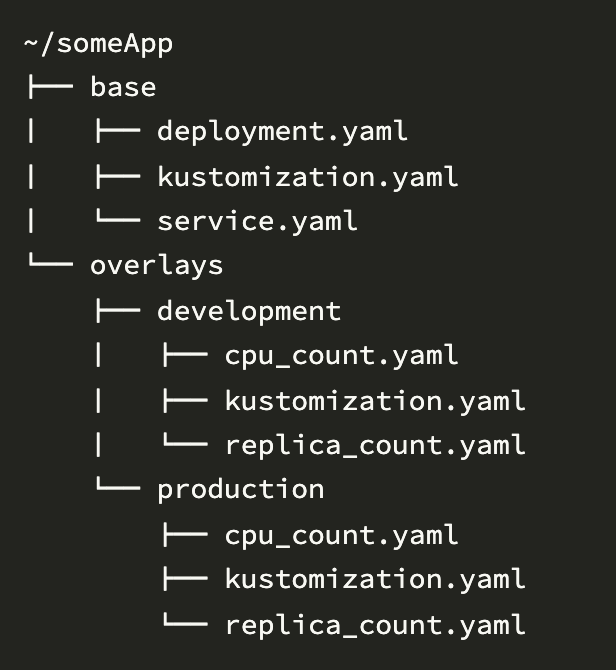 ~/someApp
├── base
│   ├── deployment.yaml
│   ├── kustomization.yaml
│   └── service.yaml
└── overlays
    ├── development
    │   ├── cpu_count.yaml
    │   ├── kustomization.yaml
    │   └── replica_count.yaml
    └── production
        ├── cpu_count.yaml
        ├── kustomization.yaml
        └── replica_count.yaml